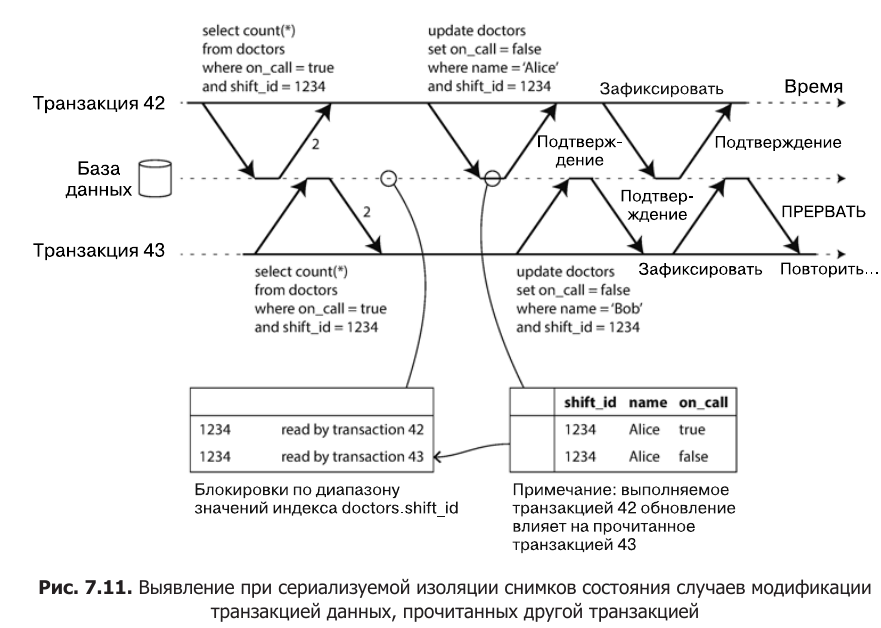 select count(*)
from doctors
where on_call = true
and shift_id = 1234
update doctors
set on_call = false
where name = ‘Alice’
and shift_id = 1234
Зафиксировать
Время
Транзакция 42
2
Подтверж-
дение
Подтверждение
База
данных
2
Подтвер-
ждение
ПРЕРВАТЬ
Транзакция 43
select count(*)
from doctors
where on_call = true
and shift_id = 1234
update doctors
set on_call = false
where name = ‘Bob’
and shift_id = 1234
Зафиксировать
Повторить…
1234 read by transaction 42
1234 read by transaction 43
Блокировки по диапазону
значений индекса doctors.shift_id
shift_id name on_call
1234 Alice true
1234 Alice false
Примечание: выполняемое
транзакцией 42 обновление
влияет на прочитанное
транзакцией 43
Рис. 7.11. Выявление при сериализуемой изоляции снимков состояния случаев модификации
транзакцией данных, прочитанных другой транзакцией